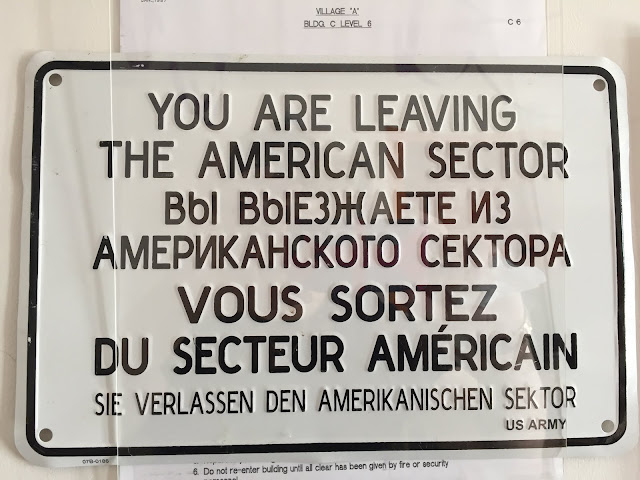 VILLAGE "A"
BLDG. C LEVEL 6 C 6
YOU ARE LEAVING
THE AMERICAN SECTOR
ВЫ ВЫЕЗЖАЕТЕ ИЗ
АМЕРИКАНСКОГО СЕКТОРА
VOUS SORTEZ
DU SECTEUR AMÉRICAIN
SIE VERLASSEN DEN AMERIKANISCHEN SEKTOR
US ARMY
6. Do not re-enter building until all clear has been given by fire or security